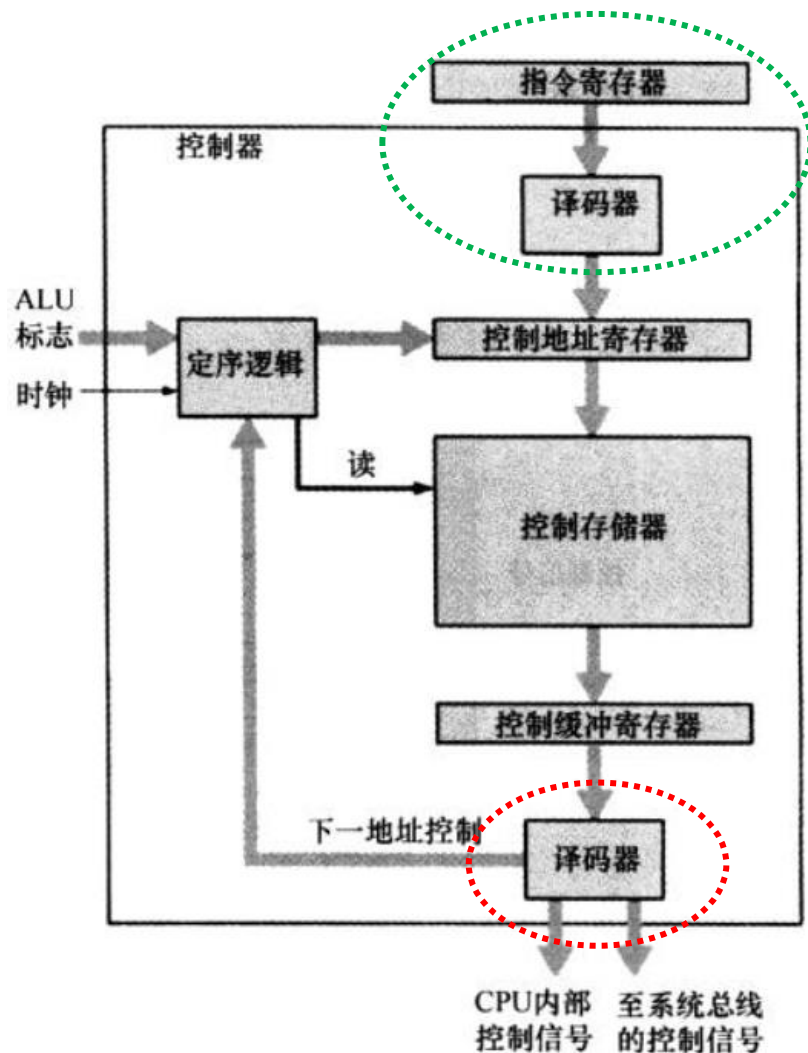 指令寄存器
控制器
译码器
ALU
标志
时钟
定序逻辑
控制地址寄存器
读
控制存储器
控制缓冲寄存器
下一地址控制
译码器
CPU内部
控制信号
至系统总线
的控制信号